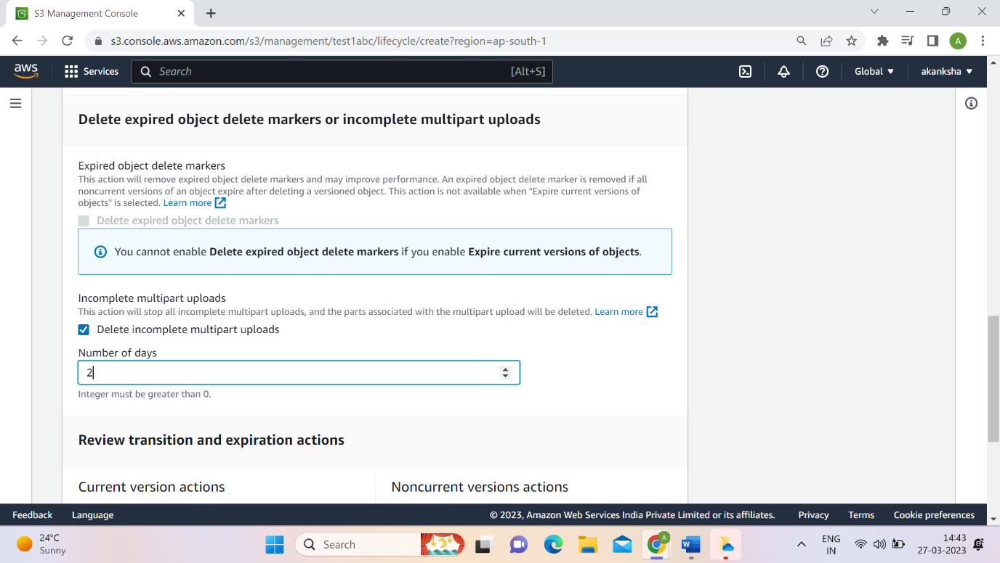 S3 Management Console
s3.console.aws.amazon.com/s3/management/test1abc/lifecycle/create?region=ap-south-1
A
aws
Services
Search
[Alt+S]
Global
akanksha
Delete expired object delete markers or incomplete multipart uploads
Expired object delete markers
This action will remove expired object delete markers and may improve performance. An expired object delete marker is removed if all
noncurrent versions of an object expire after deleting a versioned object. This action is not available when "Expire current versions of
objects" is selected. Learn more
Delete expired object delete markers
You cannot enable Delete expired object delete markers if you enable Expire current versions of objects.
Incomplete multipart uploads
This action will stop all incomplete multipart uploads, and the parts associated with the multipart upload will be deleted. Learn more
Delete incomplete multipart uploads
Number of days
2
Integer must be greater than 0.
Review transition and expiration actions
Current version actions
Noncurrent versions actions
Feedback
Language
© 2023, Amazon Web Services India Private Limited or its affiliates.
Privacy
Terms
Cookie preferences
24°C
Sunny
Search
A
W
ENG
IN
14:43
27-03-2023